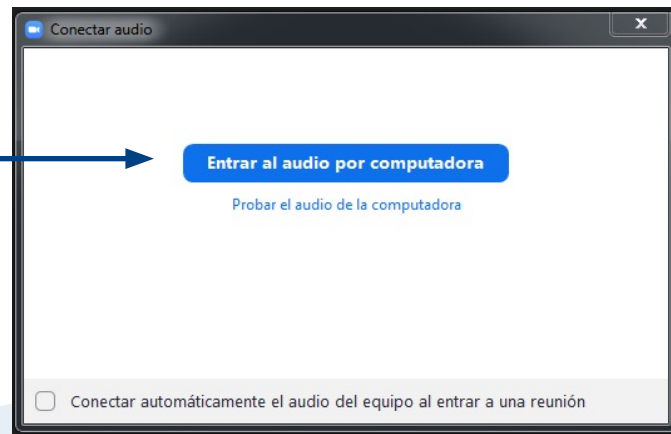 Conectar audio
Entrar al audio por computadora
Probar el audio de la computadora
Conectar automáticamente el audio del equipo al entrar a una reunión